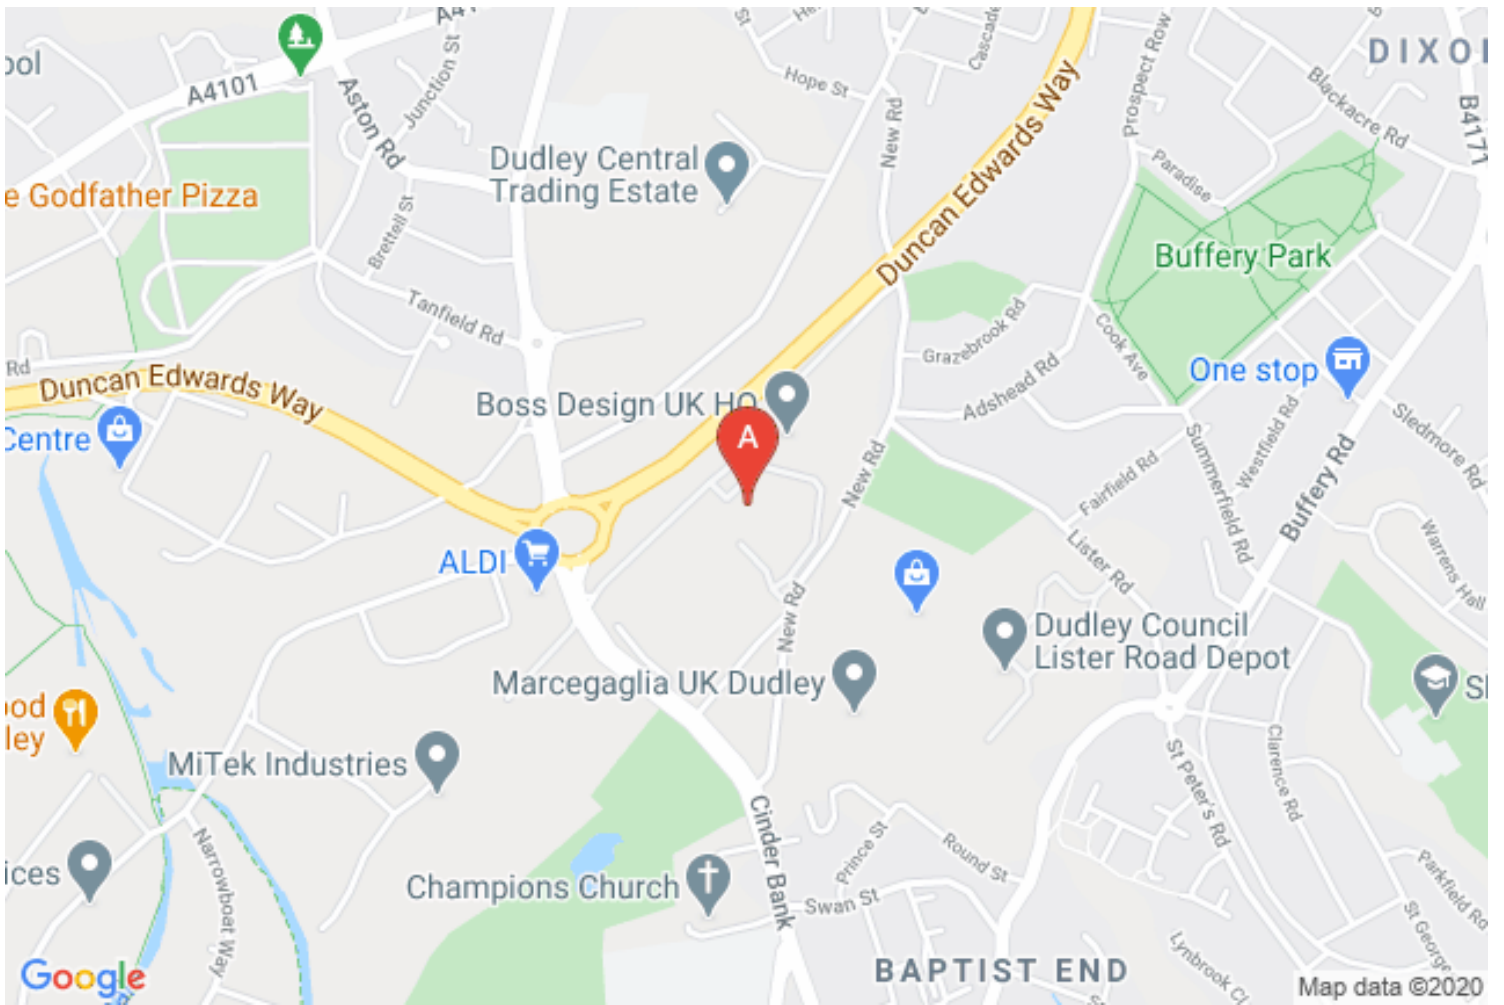 A41
DIXO
ool
Hope St
Cascade
Prospect Row
Blackacre Rd
B4171
A4101
Aston Rd
Junction St
New Rd
Duncan Edwards Way
Dudley Central
Trading Estate
Paradise
e Godfather Pizza
Brettell St
Buffery Park
Tanfield Rd
Grazebrook Rd
Cook Ave
Rd
Duncan Edwards Way
One stop
Boss Design UK HQ
Adshead Rd
A
Centre
Westfield Rd
Sledmore Rd
Summerfield Rd
Fairfield Rd
Buffery Rd
New Rd
ALDI
Lister Rd
Warrens Hall
New Rd
Dudley Council
Lister Road Depot
Marcegaglia UK Dudley
ood
ley
MiTek Industries
St Peter's Rd
Clarence Rd
Cinder Bank
Prince St
Round St
ices
Narrowboat Way
Champions Church
Swan St
Parkfield Rd
St George
Lynbrook Cl
BAPTIST END
Google
Map data ©2020